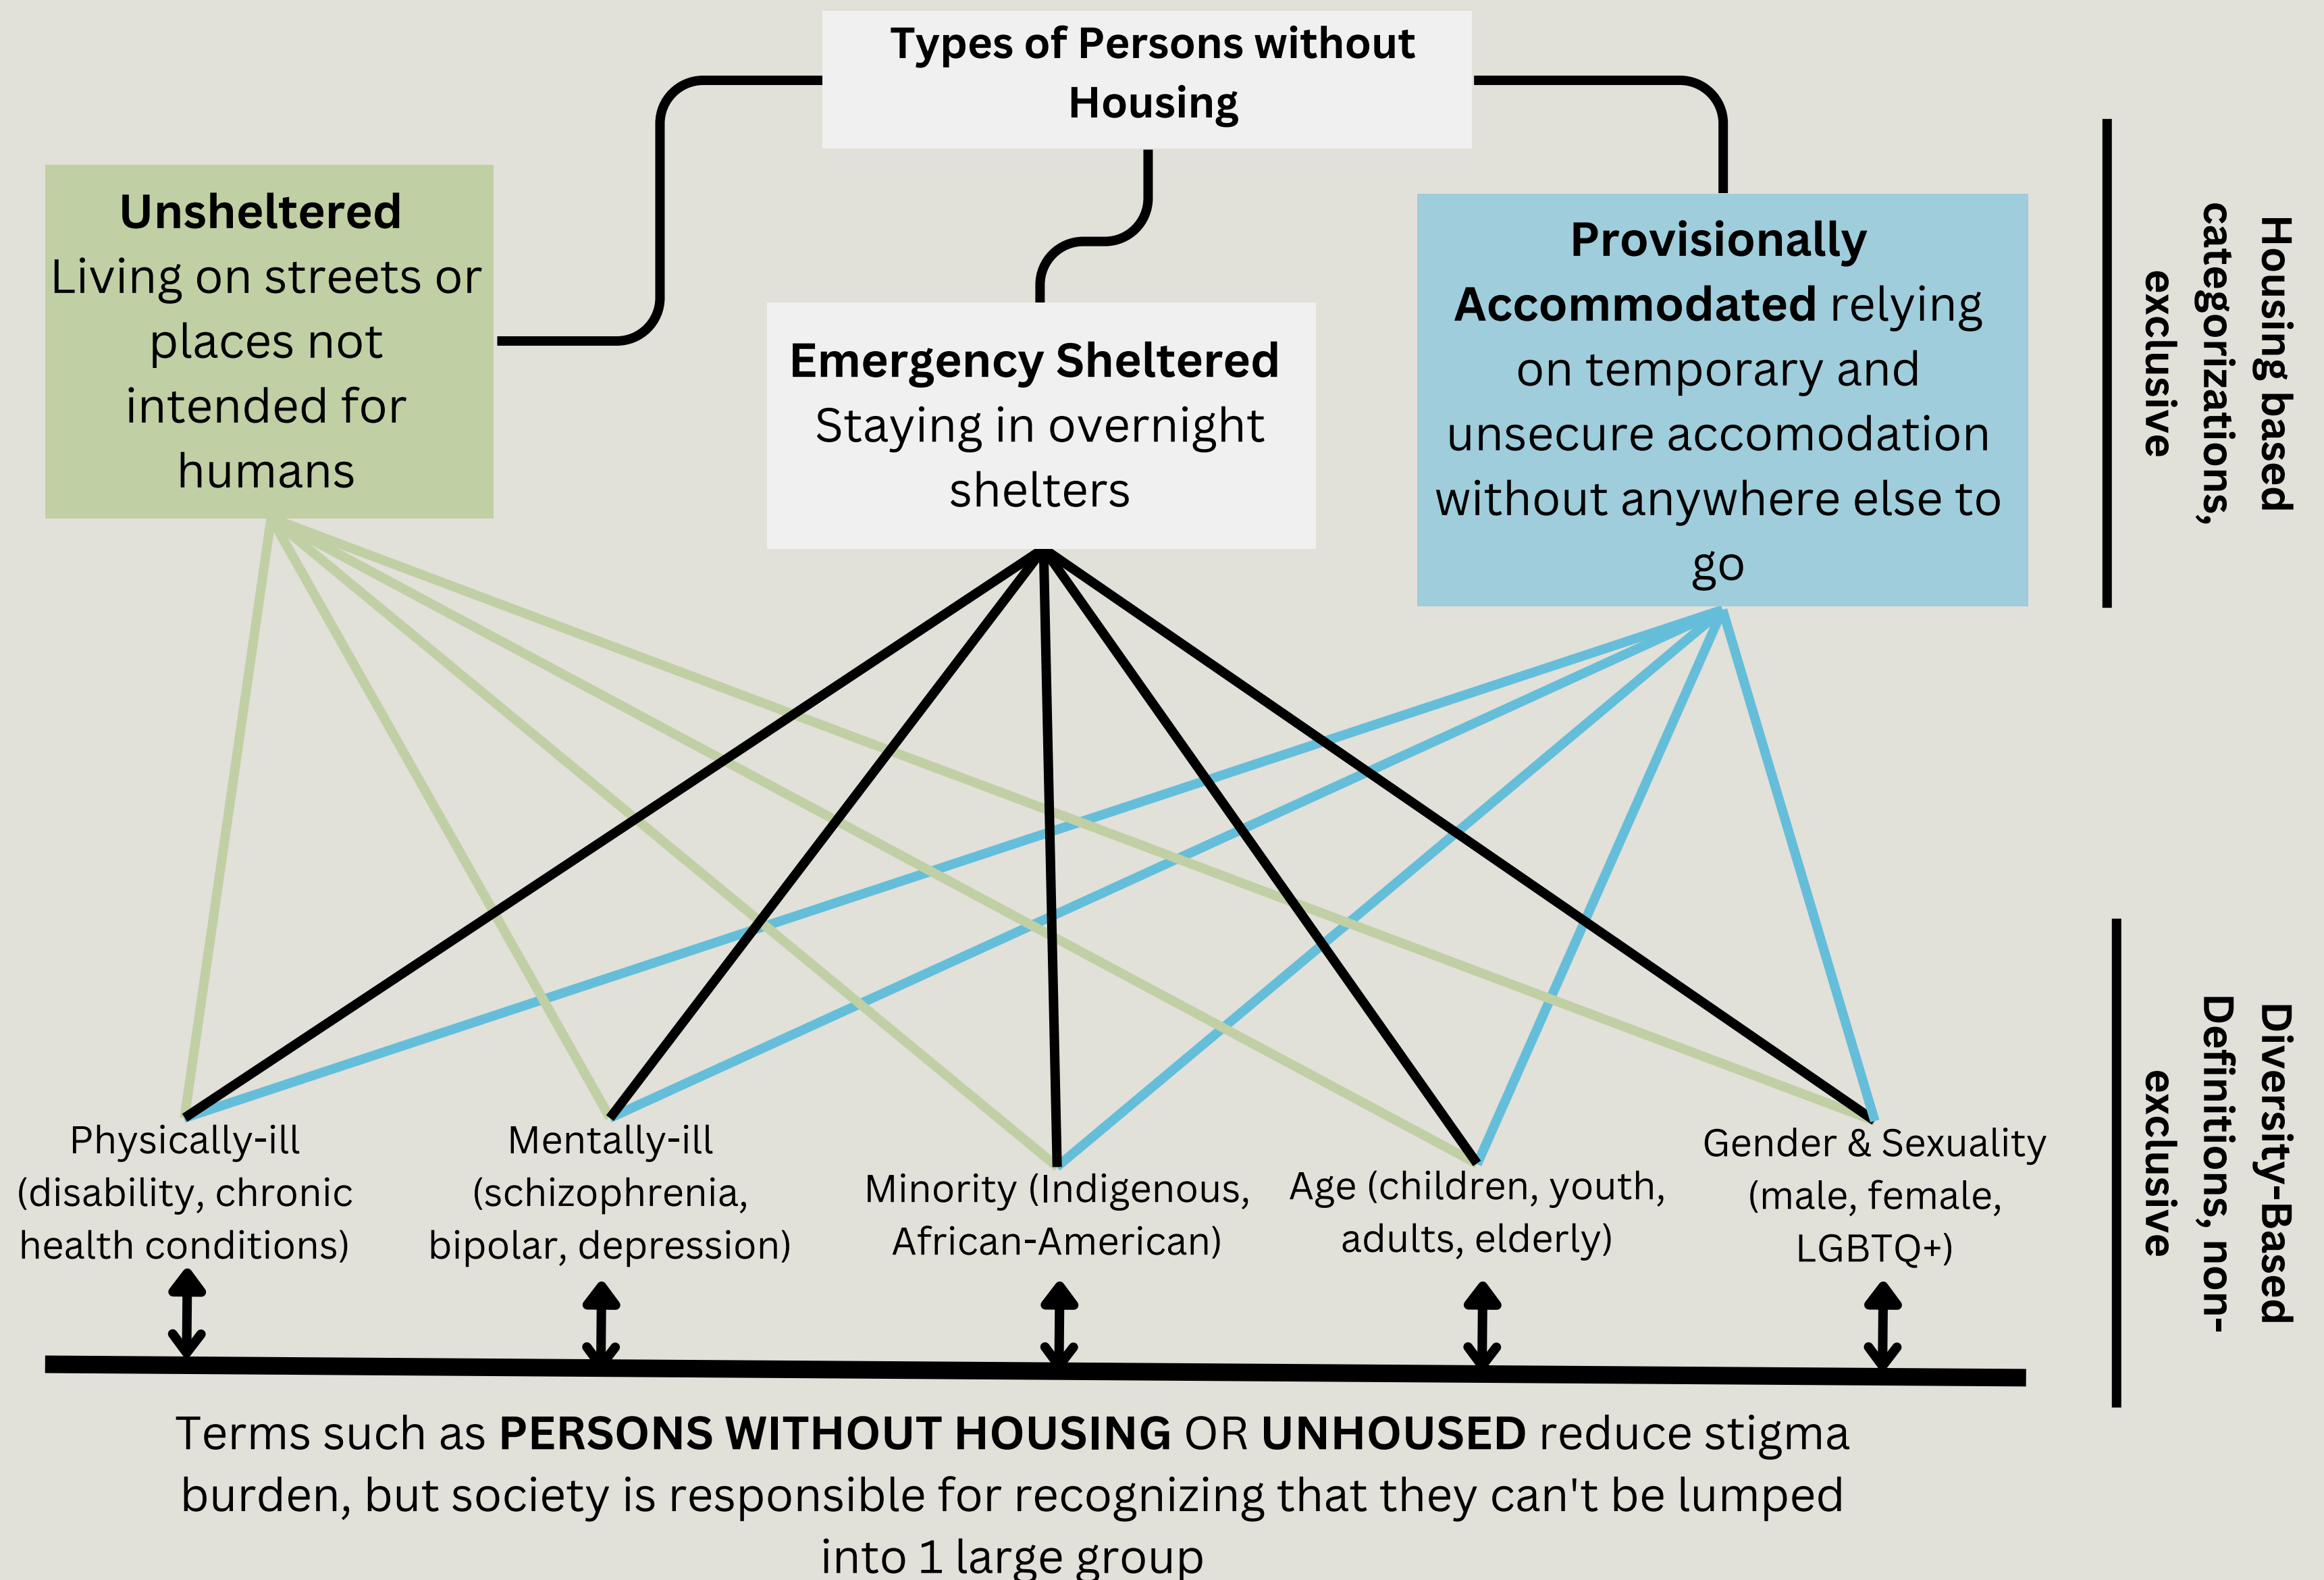 Types of Persons without
Housing
Unsheltered
Living on streets or
places not
intended for
humans
Emergency Sheltered
Staying in overnight
shelters
Provisionally
Accommodated relying
on temporary and
unsecure accomodation
without anywhere else to
go
Housing based
categorizations,
exclusive
Physically-ill
(disability, chronic
health conditions)
Mentally-ill
(schizophrenia,
bipolar, depression)
Minority (Indigenous,
African-American)
Age (children, youth,
adults, elderly)
Gender & Sexuality
(male, female,
LGBTQ+)
Diversity-Based
Definitions, non-
exclusive
Terms such as PERSONS WITHOUT HOUSING OR UNHOUSED reduce stigma
burden, but society is responsible for recognizing that they can't be lumped
into 1 large group